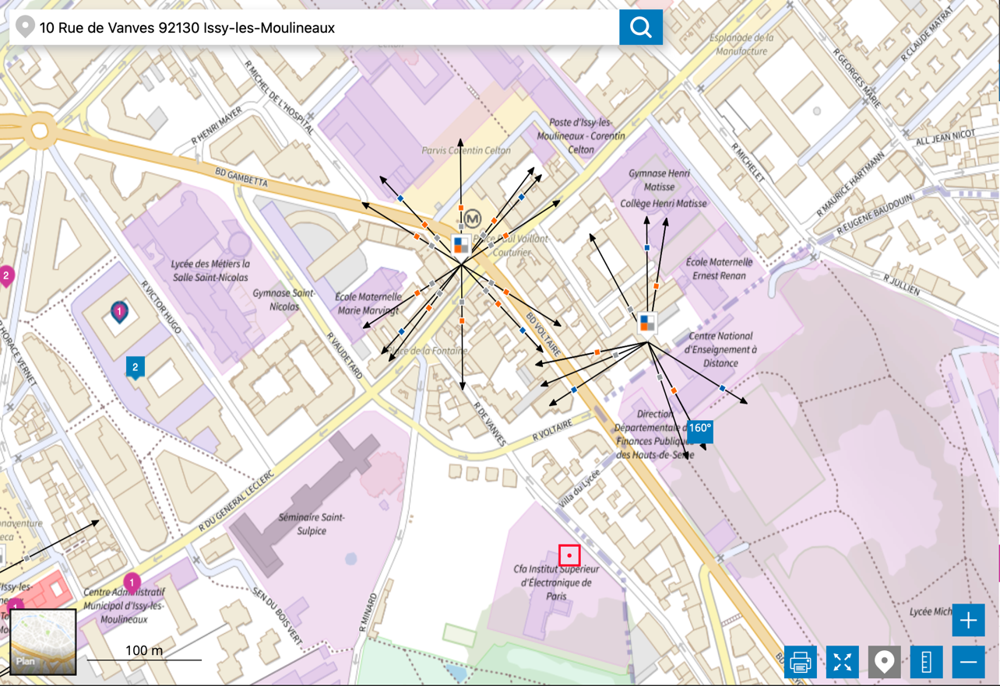 10 Rue de Vanves 92130 Issy-les-Moulineaux
Celton
Esplanade de la
Manufacture
R CLAUDE MATRAT
R GEORGES MARIE
R MICHEL DE L'HOSPITAL
R HENRI MAYER
Poste d'Issy-les-
Moulineaux - Corentin
Celton
ALL JEAN NICOT
Parvis Corentin Celton
R MICHELET
R MAURICE HARTMANN
BD GAMBETTA
Gymnase Henri
Matisse
Collège Henri Matisse
R EUGÈNE BAUDOUIN
M
Place Paul Vaillant-
Couturier
Lycée des Métiers la
Salle Saint-Nicolas
École Maternelle
Ernest Renan
R JULLIEN
2
R VICTOR HUGO
Gymnase Saint-
Nicolas
École Maternelle
Marie Marvingt
1
R HORACE VERNET
R VAUDETARD
BD VOLTAIRE
Place de la Fontaine
Centre National
d'Enseignement à
Distance
2
R DE VANVES
R VOLTAIRE
Direction
Départementale
Finances Publiques
des Hauts-de-Seine
160°
R DU GENERAL LECLERC
Villa du Lycée
Séminaire Saint-
Sulpice
Cfa Institut Supérieur
d'Électronique de
Paris
1
Centre Administratif
Municipal d'Issy-les-
Moulineaux
1
SEN DU BOIS VERT
R MINARD
Lycée Mich
Plan
100 m